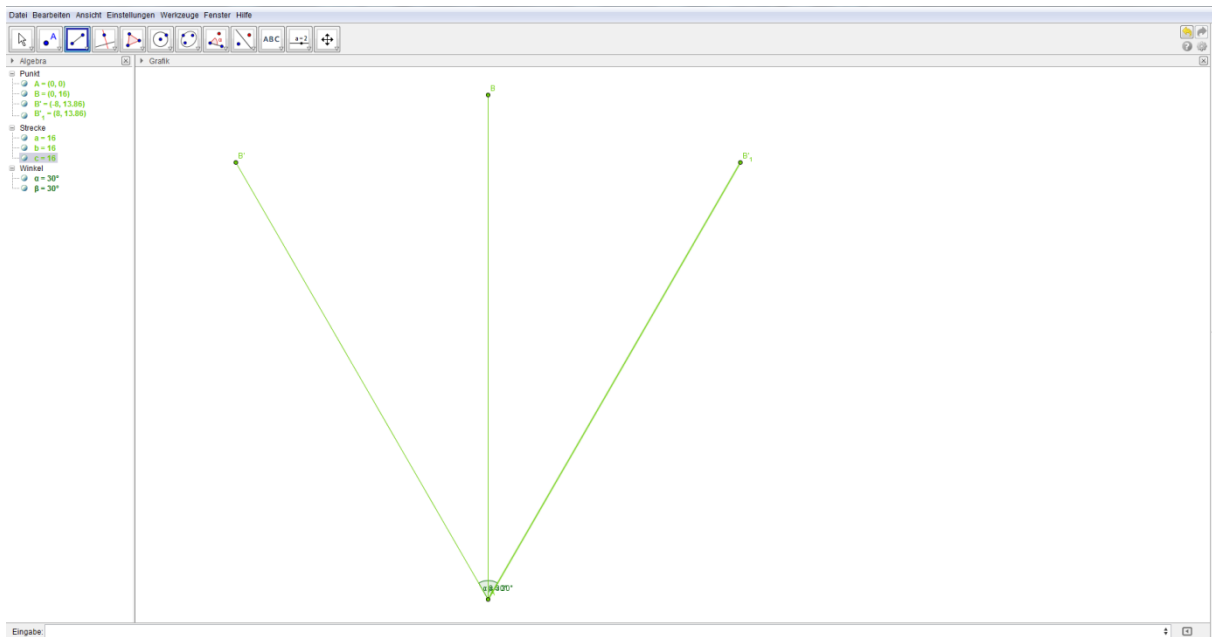 Datei Bearbeiten Ansicht Einstellungen Werkzeuge Fenster Hilfe
A ABC a=2
Algebra Grafik
Punkt
A = (0, 0)
B = (0, 16)
B' = (-8, 13.86)
B'₁ = (8, 13.86)
Strecke
a = 16
b = 16
c = 16
Winkel
α = 30°
β = 30°
B
B'
B'₁
A
Eingabe: